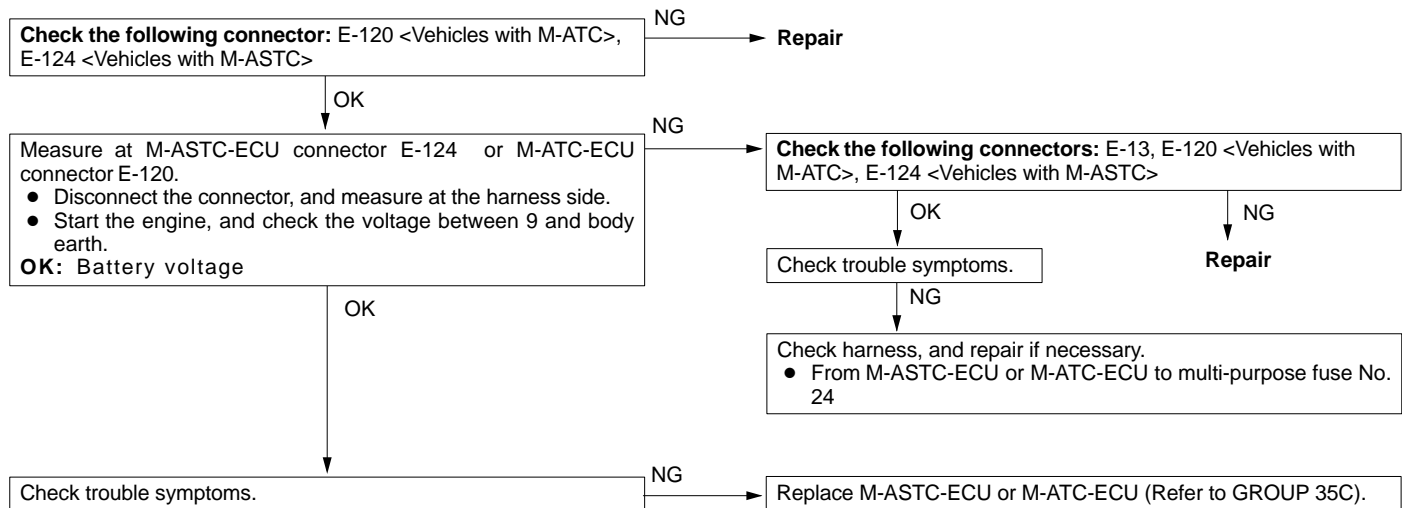 Check the following connector: E-120 <Vehicles with M-ATC>,
E-124 <Vehicles with M-ASTC>
NG
Repair
OK
Measure at M-ASTC-ECU connector E-124 or M-ATC-ECU
connector E-120.
● Disconnect the connector, and measure at the harness side.
● Start the engine, and check the voltage between 9 and body
earth.
OK: Battery voltage
NG
Check the following connectors: E-13, E-120 <Vehicles with
M-ATC>, E-124 <Vehicles with M-ASTC>
OK
NG
Check trouble symptoms.
Repair
NG
Check harness, and repair if necessary.
● From M-ASTC-ECU or M-ATC-ECU to multi-purpose fuse No.
24
OK
Check trouble symptoms.
NG
Replace M-ASTC-ECU or M-ATC-ECU (Refer to GROUP 35C).